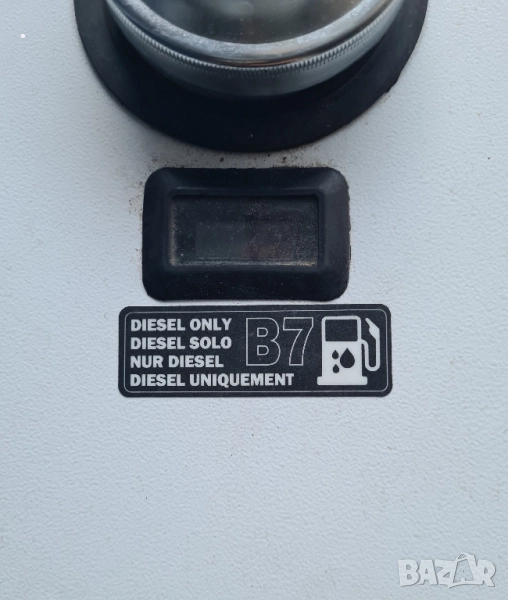 DIESEL ONLY
DIESEL SOLO
NUR DIESEL
DIESEL UNIQUEMENT
B7
BAZAR